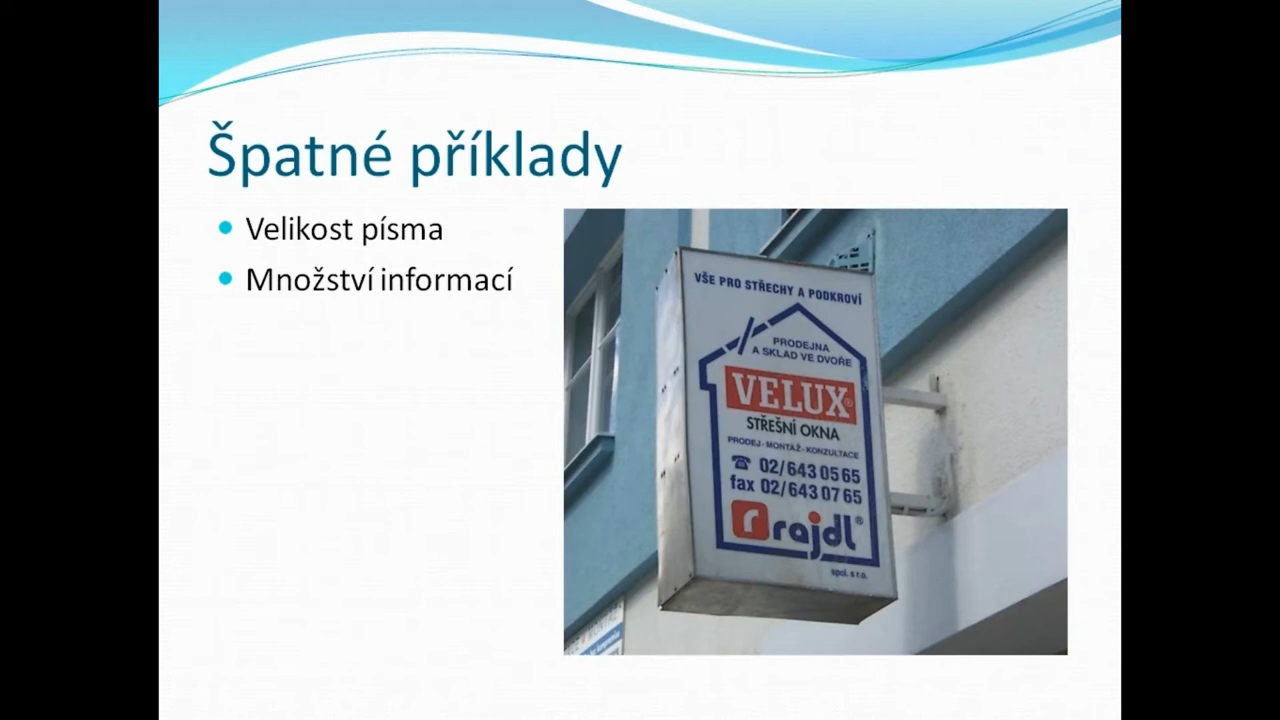 Špatné příklady
Velikost písma
Množství informací
VŠE PRO STŘECHY A PODKROVÍ
PRODEJNA
A SKLAD VE DVOŘE
VELUX®
STŘEŠNÍ OKNA
PRODEJ - MONTÁŽ - KONZULTACE
☎ 02/643 05 65
fax 02/643 07 65
r rajdl®
spol. s r.o.